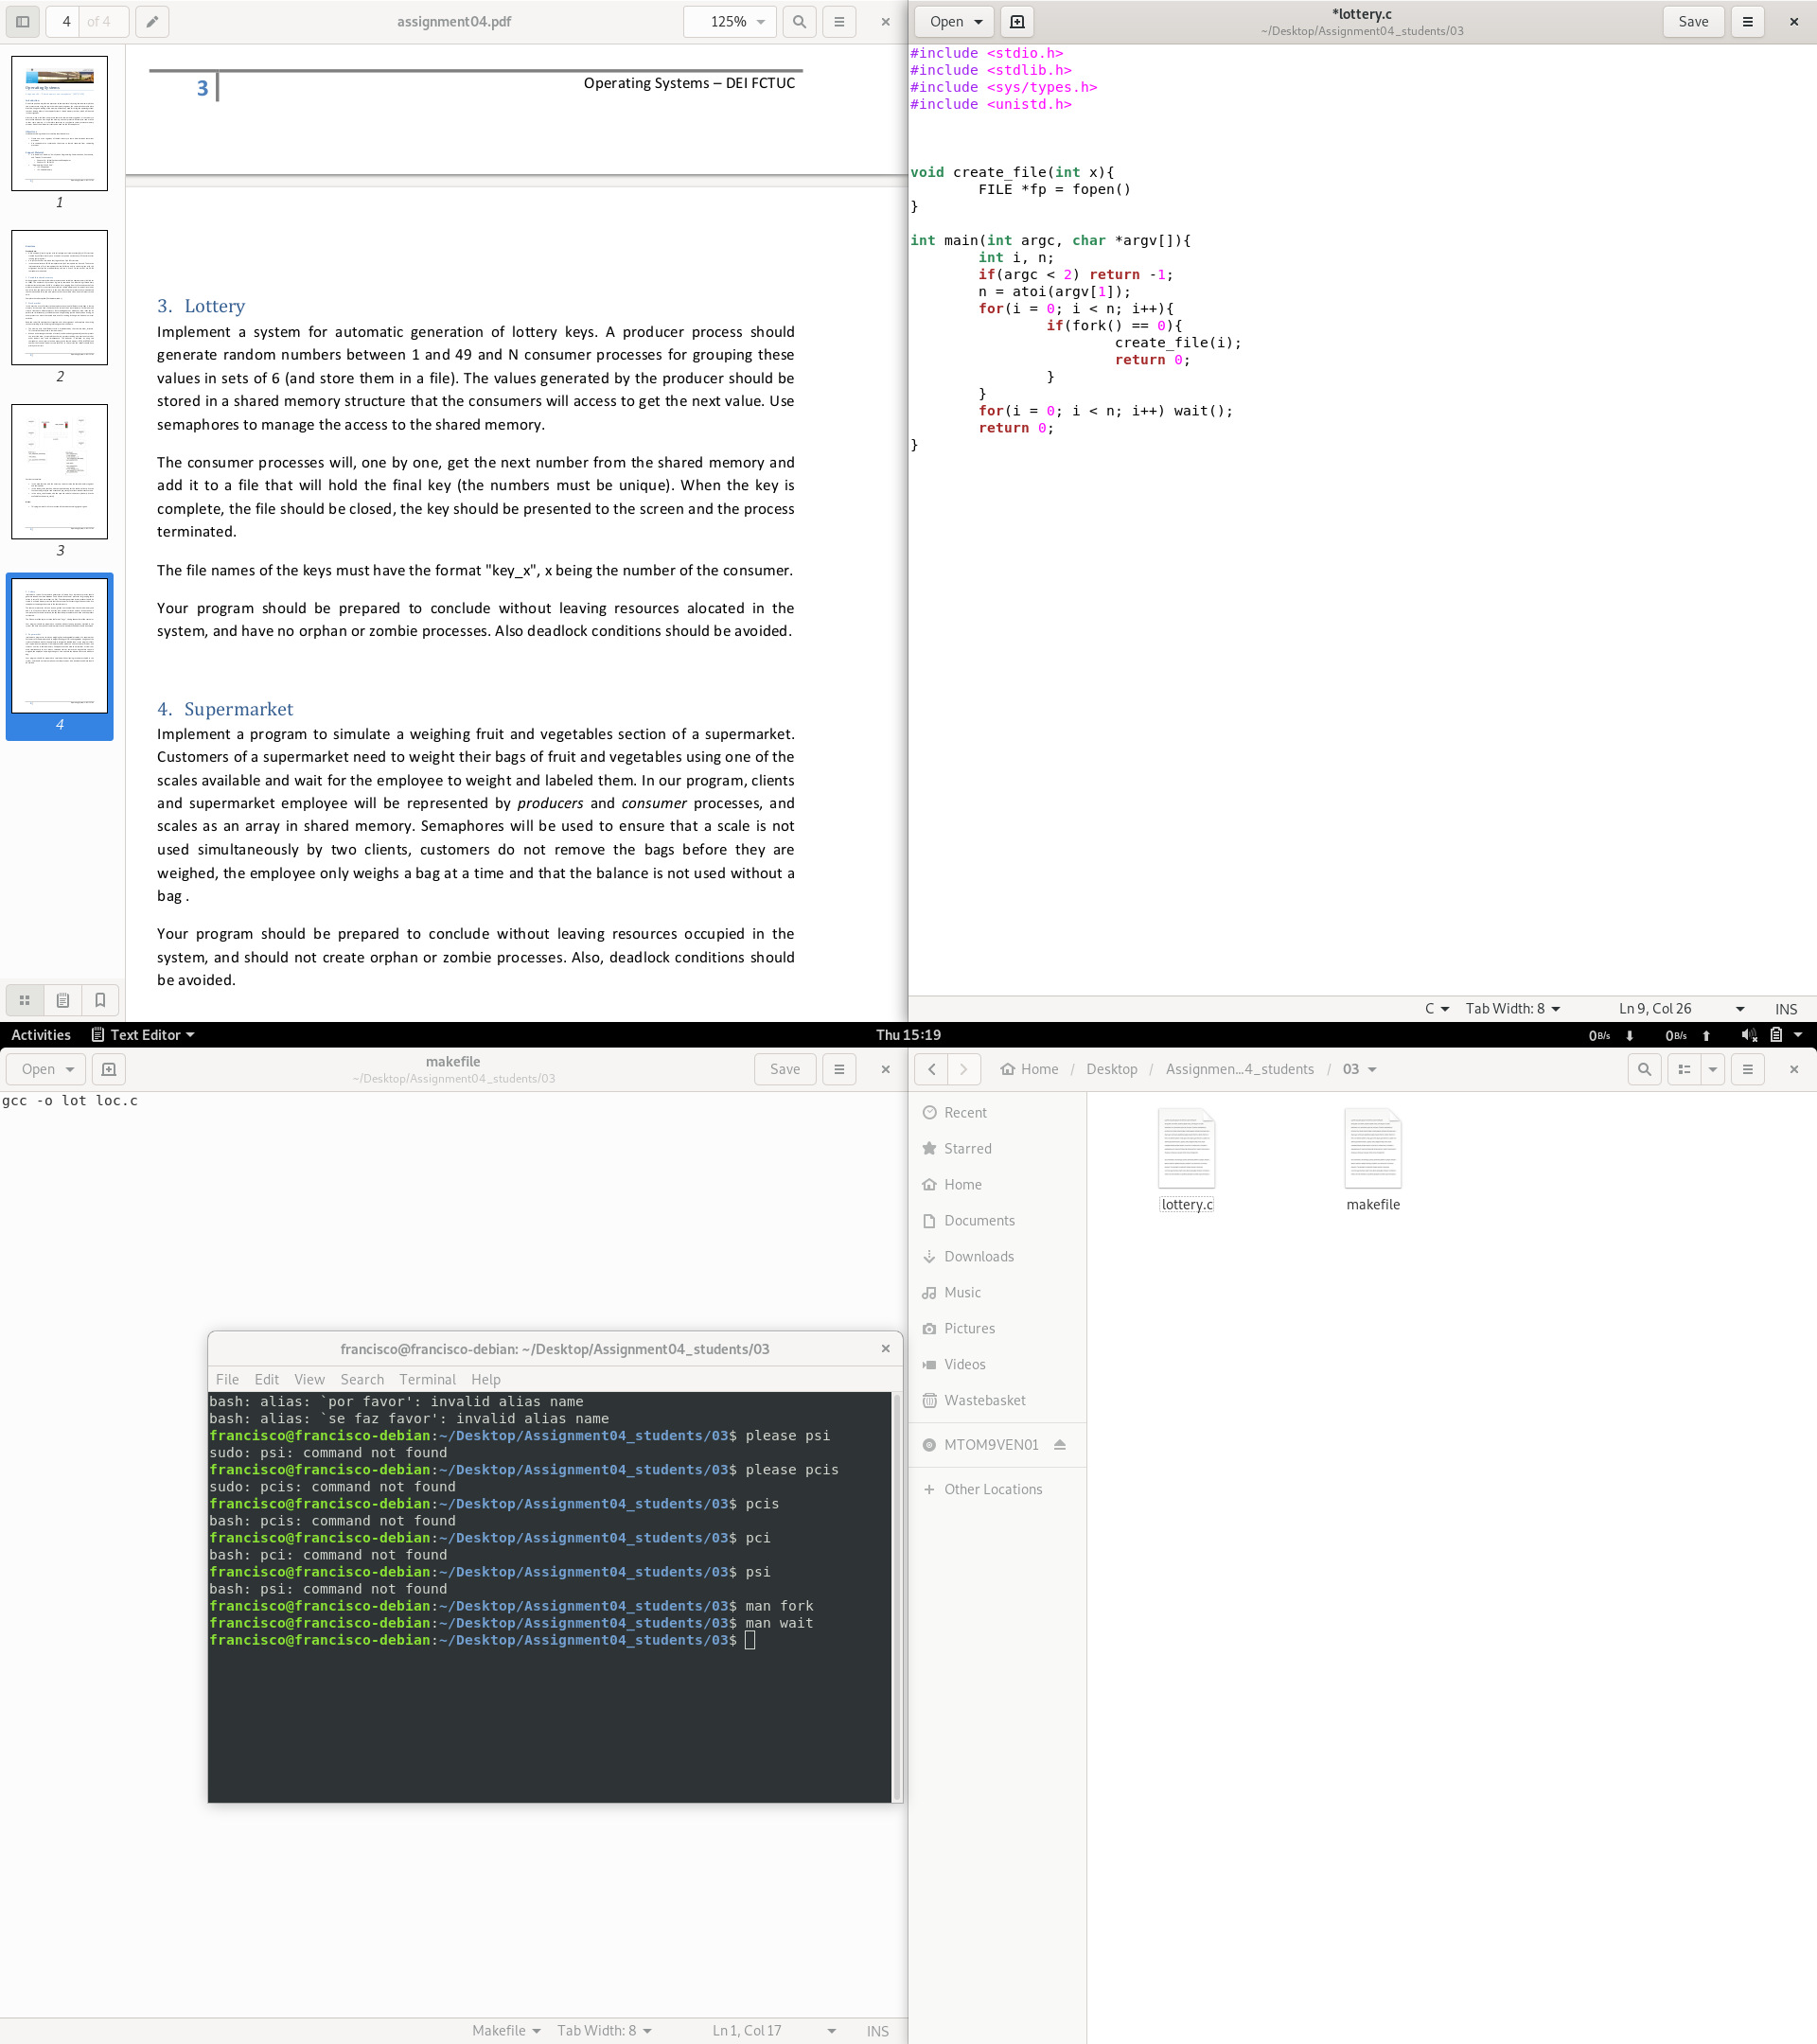 4 of 4
assignment04.pdf
125%
1
2
3
4
3
Operating Systems – DEI FCTUC
3. Lottery
Implement a system for automatic generation of lottery keys. A producer process should
generate random numbers between 1 and 49 and N consumer processes for grouping these
values in sets of 6 (and store them in a file). The values generated by the producer should be
stored in a shared memory structure that the consumers will access to get the next value. Use
semaphores to manage the access to the shared memory.
The consumer processes will, one by one, get the next number from the shared memory and
add it to a file that will hold the final key (the numbers must be unique). When the key is
complete, the file should be closed, the key should be presented to the screen and the process
terminated.
The file names of the keys must have the format "key_x", x being the number of the consumer.
Your program should be prepared to conclude without leaving resources alocated in the
system, and have no orphan or zombie processes. Also deadlock conditions should be avoided.
4. Supermarket
Implement a program to simulate a weighing fruit and vegetables section of a supermarket.
Customers of a supermarket need to weight their bags of fruit and vegetables using one of the
scales available and wait for the employee to weight and labeled them. In our program, clients
and supermarket employee will be represented by producers and consumer processes, and
scales as an array in shared memory. Semaphores will be used to ensure that a scale is not
used simultaneously by two clients, customers do not remove the bags before they are
weighed, the employee only weighs a bag at a time and that the balance is not used without a
bag .
Your program should be prepared to conclude without leaving resources occupied in the
system, and should not create orphan or zombie processes. Also, deadlock conditions should
be avoided.
Open
*lottery.c
~/Desktop/Assignment04_students/03
Save
#include <stdio.h>
#include <stdlib.h>
#include <sys/types.h>
#include <unistd.h>
void create_file(int x){
        FILE *fp = fopen()
}
int main(int argc, char *argv[]){
        int i, n;
        if(argc < 2) return -1;
        n = atoi(argv[1]);
        for(i = 0; i < n; i++){
                if(fork() == 0){
                        create_file(i);
                        return 0;
                }
        }
        for(i = 0; i < n; i++) wait();
        return 0;
}
C Tab Width: 8 Ln 9, Col 26 INS
Activities Text Editor Thu 15:19 0B/s 0B/s
Open
makefile
~/Desktop/Assignment04_students/03
Save
gcc -o lot loc.c
francisco@francisco-debian: ~/Desktop/Assignment04_students/03
File Edit View Search Terminal Help
bash: alias: `por favor': invalid alias name
bash: alias: `se faz favor': invalid alias name
francisco@francisco-debian:~/Desktop/Assignment04_students/03$ please psi
sudo: psi: command not found
francisco@francisco-debian:~/Desktop/Assignment04_students/03$ please pcis
sudo: pcis: command not found
francisco@francisco-debian:~/Desktop/Assignment04_students/03$ pcis
bash: pcis: command not found
francisco@francisco-debian:~/Desktop/Assignment04_students/03$ pci
bash: pci: command not found
francisco@francisco-debian:~/Desktop/Assignment04_students/03$ psi
bash: psi: command not found
francisco@francisco-debian:~/Desktop/Assignment04_students/03$ man fork
francisco@francisco-debian:~/Desktop/Assignment04_students/03$ man wait
francisco@francisco-debian:~/Desktop/Assignment04_students/03$
Makefile Tab Width: 8 Ln 1, Col 17 INS
Home / Desktop / Assignmen...4_students / 03
Recent
Starred
Home
Documents
Downloads
Music
Pictures
Videos
Wastebasket
MTOM9VEN01
Other Locations
lottery.c
makefile